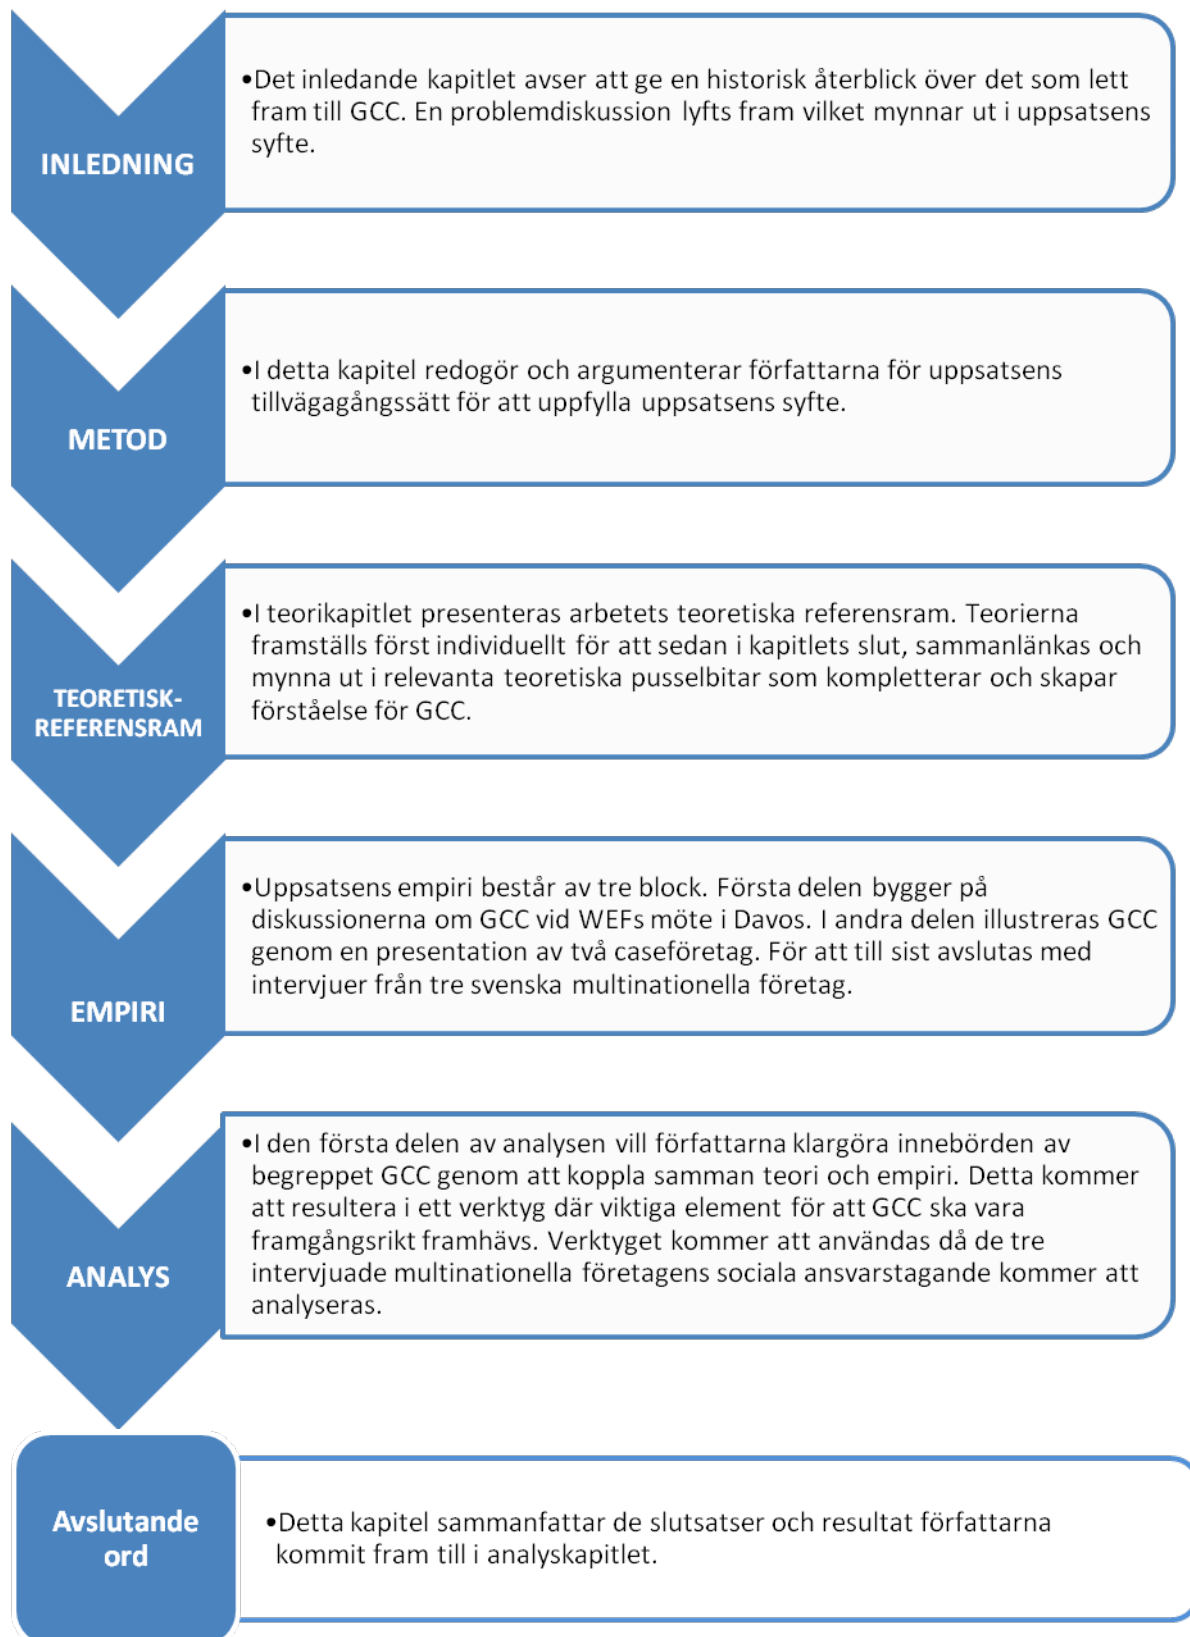 INLEDNING
•Det inledande kapitlet avser att ge en historisk återblick över det som lett
fram till GCC. En problemdiskussion lyfts fram vilket mynnar ut i uppsatsens
syfte.
METOD
•I detta kapitel redogör och argumenterar författarna för uppsatsens
tillvägagångssätt för att uppfylla uppsatsens syfte.
TEORETISK-
REFERENSRAM
•I teorikapitlet presenteras arbetets teoretiska referensram. Teorierna
framställs först individuellt för att sedan i kapitlets slut, sammanlänkas och
mynna ut i relevanta teoretiska pusselbitar som kompletterar och skapar
förståelse för GCC.
EMPIRI
•Uppsatsens empiri består av tre block. Första delen bygger på
diskussionerna om GCC vid WEFs möte i Davos. I andra delen illustreras GCC
genom en presentation av två caseföretag. För att till sist avslutas med
intervjuer från tre svenska multinationella företag.
ANALYS
•I den första delen av analysen vill författarna klargöra innebörden av
begreppet GCC genom att koppla samman teori och empiri. Detta kommer
att resultera i ett verktyg där viktiga element för att GCC ska vara
framgångsrikt framhävs. Verktyget kommer att användas då de tre
intervjuade multinationella företagens sociala ansvarstagande kommer att
analyseras.
Avslutande
ord
•Detta kapitel sammanfattar de slutsatser och resultat författarna
kommit fram till i analyskapitlet.